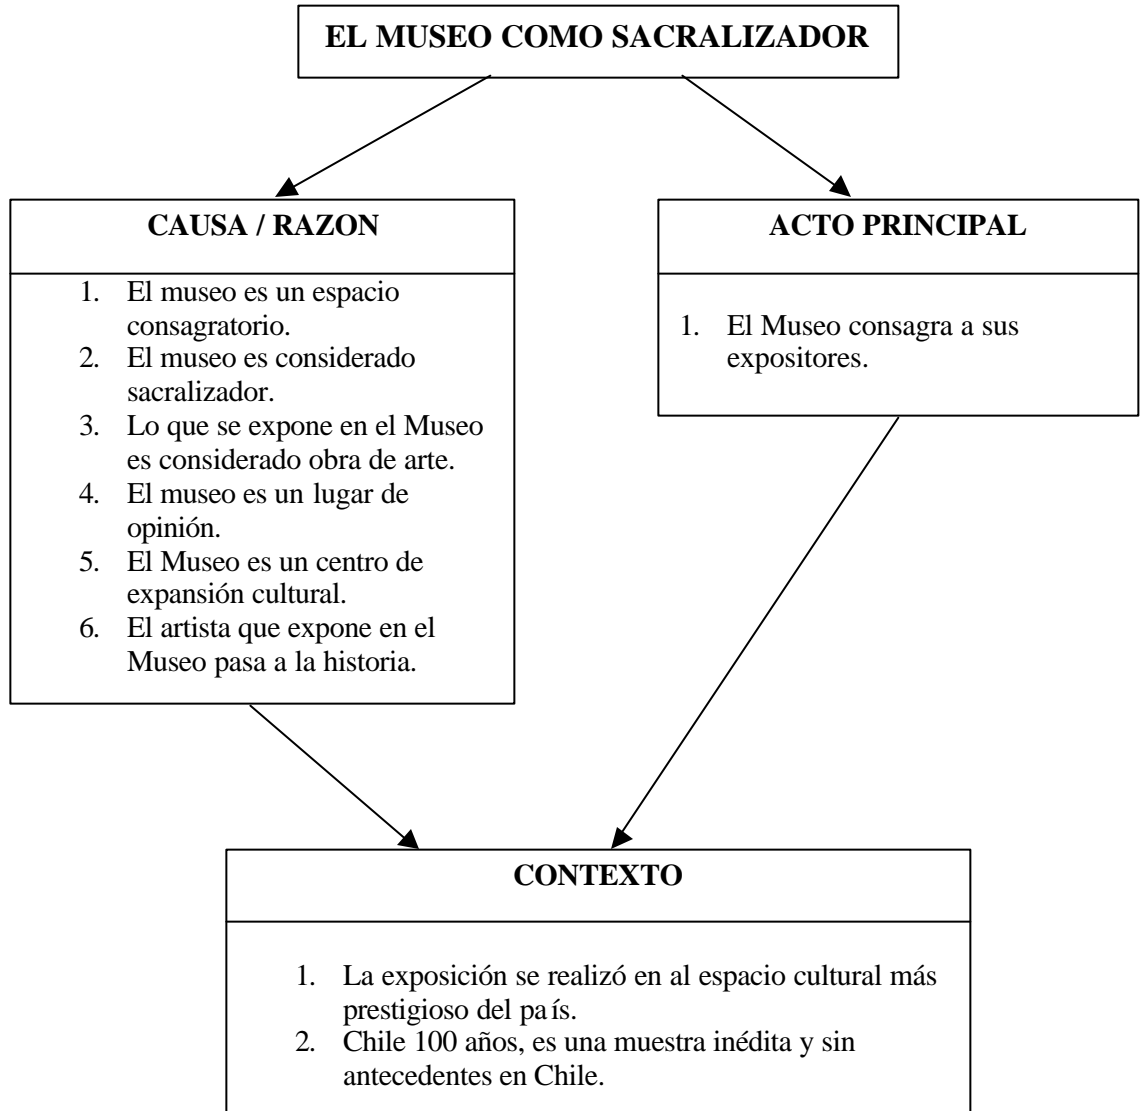 EL MUSEO COMO SACRALIZADOR
CAUSA / RAZON
1. El museo es un espacio
consagratorio.
2. El museo es considerado
sacralizador.
3. Lo que se expone en el Museo
es considerado obra de arte.
4. El museo es un lugar de
opinión.
5. El Museo es un centro de
expansión cultural.
6. El artista que expone en el
Museo pasa a la historia.
ACTO PRINCIPAL
1. El Museo consagra a sus
expositores.
CONTEXTO
1. La exposición se realizó en al espacio cultural más
prestigioso del país.
2. Chile 100 años, es una muestra inédita y sin
antecedentes en Chile.